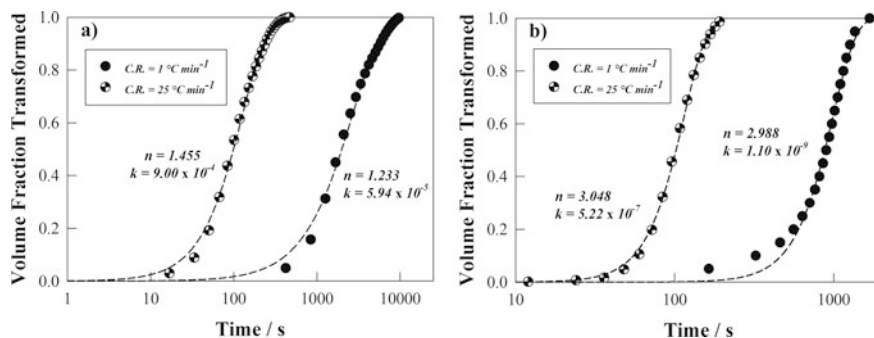 a)
Volume Fraction Transformed
1.0
0.8
0.6
0.4
0.2
0.0
C.R. = 1 °C min⁻¹
C.R. = 25 °C min⁻¹
n = 1.455
k = 9.00 x 10⁻⁴
n = 1.233
k = 5.94 x 10⁻⁵
1 10 100 1000 10000
Time / s
b)
Volume Fraction Transformed
1.0
0.8
0.6
0.4
0.2
0.0
C.R. = 1 °C min⁻¹
C.R. = 25 °C min⁻¹
n = 2.988
k = 1.10 x 10⁻⁹
n = 3.048
k = 5.22 x 10⁻⁷
10 100 1000
Time / s